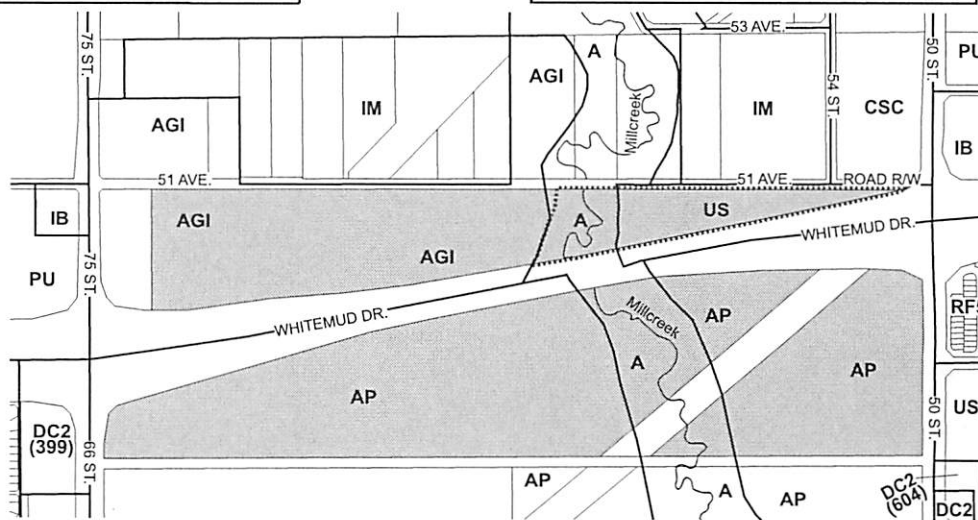 53 AVE.
75 ST.
50 ST.
PU
A
AGI
IM
Millcreek
IM
54 ST.
CSC
AGI
IB
51 AVE.
51 AVE.
ROAD R/W
IB
AGI
A
US
AGI
WHITEMUD DR.
PU
75 ST.
WHITEMUD DR.
Millcreek
AP
A
AP
AP
DC2
(399)
66 ST.
50 ST.
US
AP
A
AP
DC2
(604)
DC2